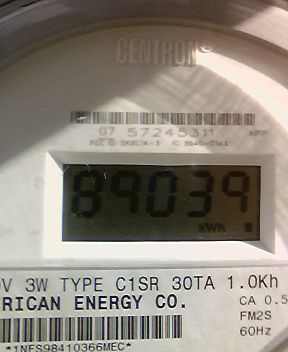 CENTRON®
07 57245311 NPP
89039
kWh
V 3W TYPE C1SR 30TA 1.0Kh
RICAN ENERGY CO.
CA 0.5
FM2S
60Hz
*1NFS98410366MEC*